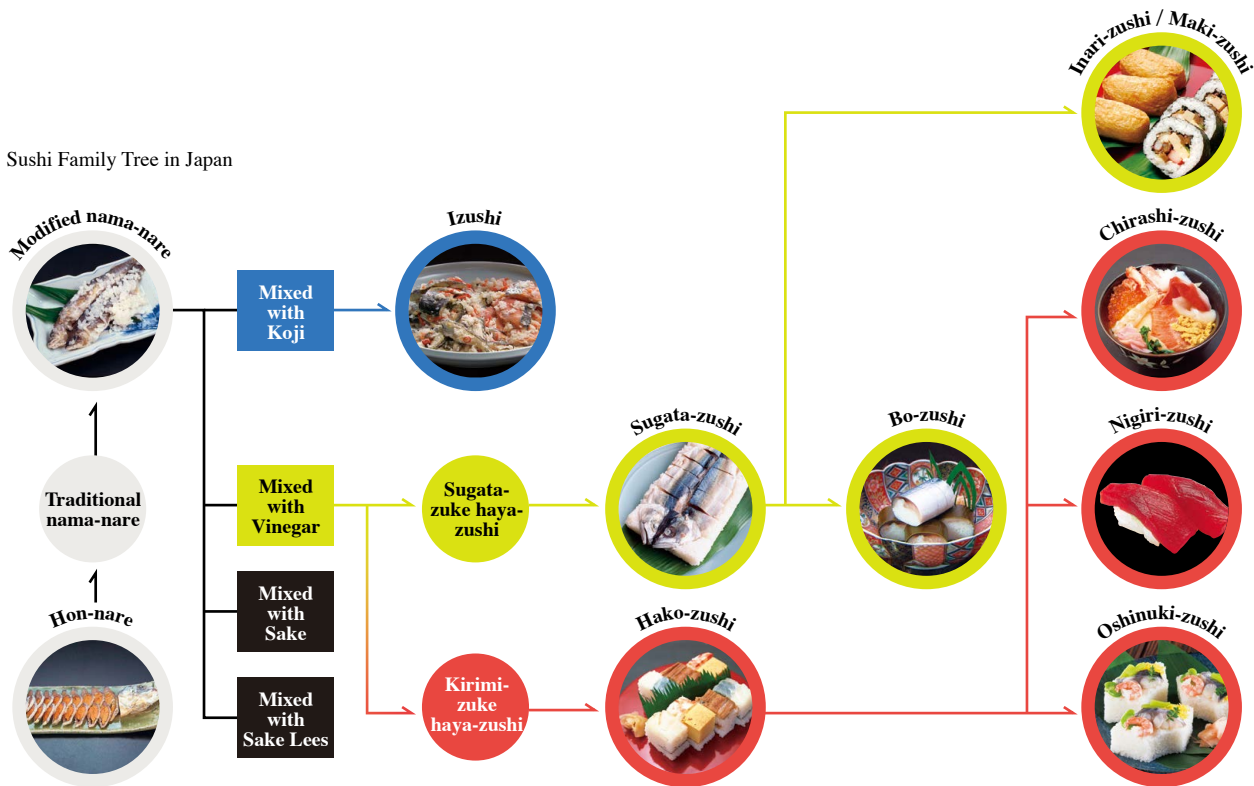 Sushi Family Tree in Japan
Inari-zushi / Maki-zushi
Modified nama-nare
Mixed
with
Koji
Izushi
Chirashi-zushi
Traditional
nama-nare
Mixed
with
Vinegar
Sugata-
zuke haya-
zushi
Sugata-zushi
Bo-zushi
Nigiri-zushi
Mixed
with
Sake
Hon-nare
Mixed
with
Sake Lees
Kirimi-
zuke
haya-zushi
Hako-zushi
Oshinuki-zushi